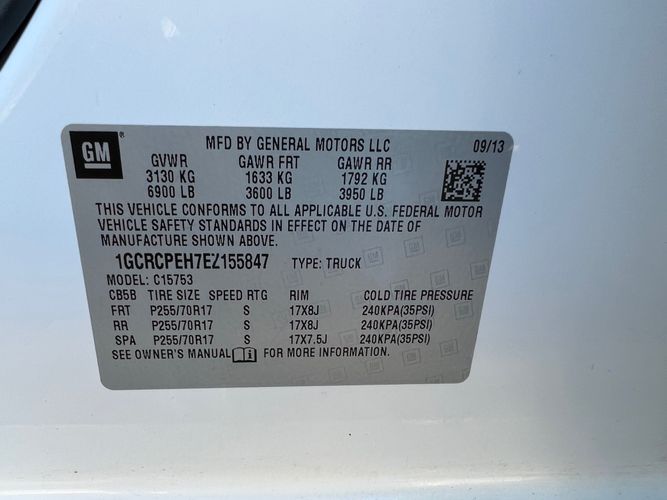 GM ®
MFD BY GENERAL MOTORS LLC 09/13
GVWR GAWR FRT GAWR RR
3130 KG 1633 KG 1792 KG
6900 LB 3600 LB 3950 LB
THIS VEHICLE CONFORMS TO ALL APPLICABLE U.S. FEDERAL MOTOR
VEHICLE SAFETY STANDARDS IN EFFECT ON THE DATE OF
MANUFACTURE SHOWN ABOVE.
1GCRCPEH7EZ155847 TYPE: TRUCK
MODEL: C15753
CB5B TIRE SIZE SPEED RTG RIM COLD TIRE PRESSURE
FRT P255/70R17 S 17X8J 240KPA(35PSI)
RR P255/70R17 S 17X8J 240KPA(35PSI)
SPA P255/70R17 S 17X7.5J 240KPA(35PSI)
SEE OWNER'S MANUAL FOR MORE INFORMATION.